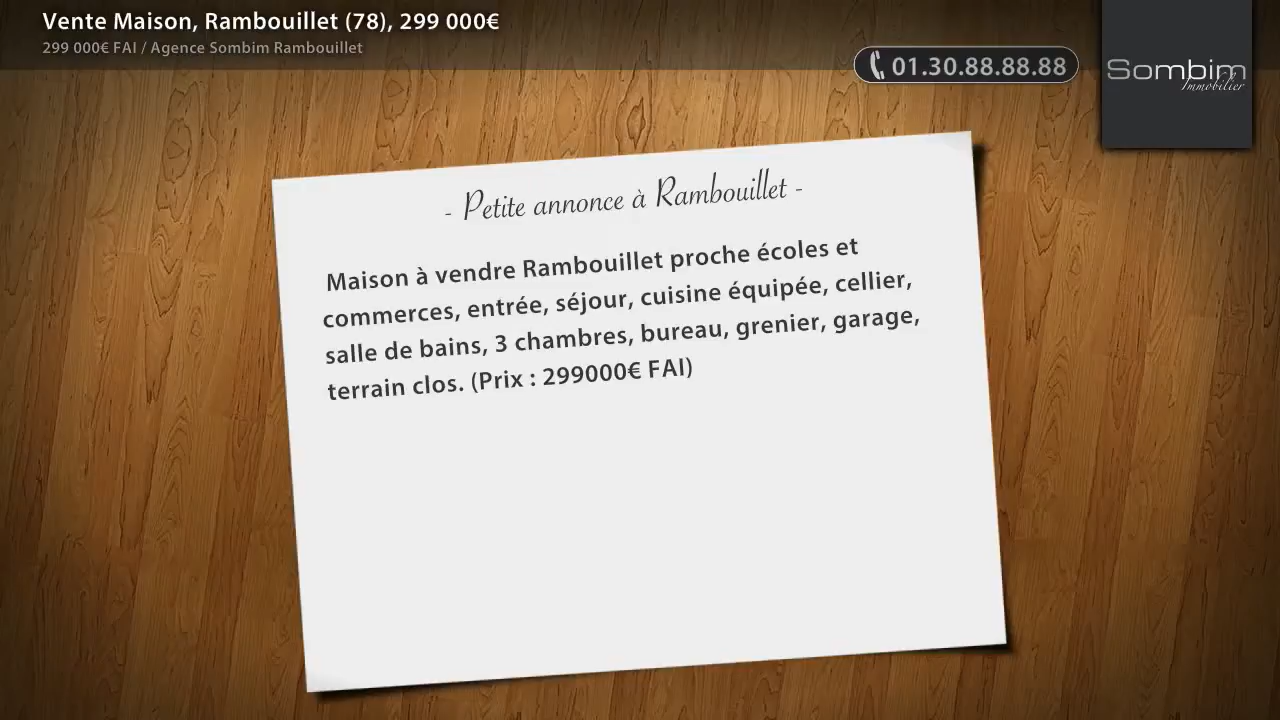 Vente Maison, Rambouillet (78), 299 000€
299 000€ FAI / Agence Sombim Rambouillet
01.30.88.88.88
Sombim
Immobilier
- Petite annonce à Rambouillet -
Maison à vendre Rambouillet proche écoles et
commerces, entrée, séjour, cuisine équipée, cellier,
salle de bains, 3 chambres, bureau, grenier, garage,
terrain clos. (Prix : 299000€ FAI)